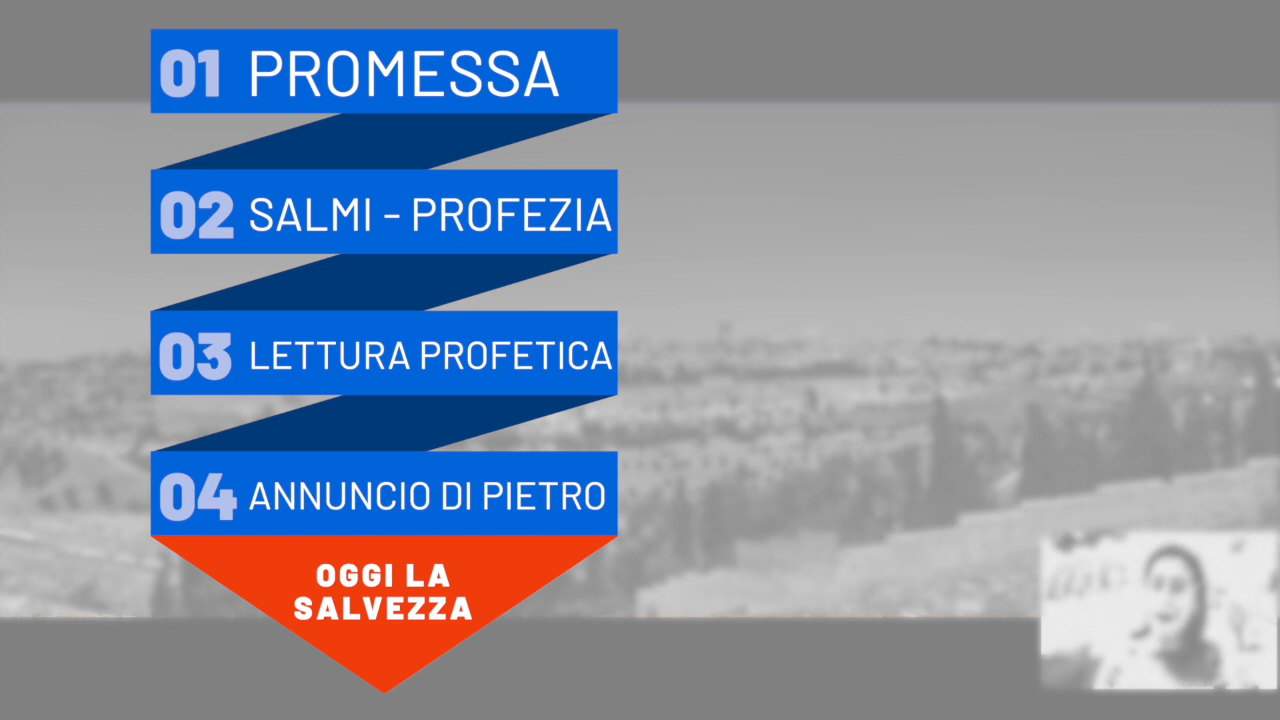 01 PROMESSA
02 SALMI - PROFEZIA
03 LETTURA PROFETICA
04 ANNUNCIO DI PIETRO
OGGI LA
SALVEZZA